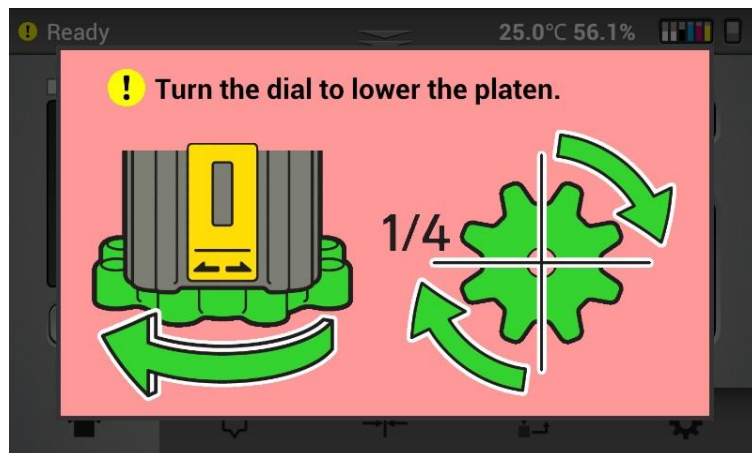 ! Ready
25.0°C 56.1%
! Turn the dial to lower the platen.
1/4